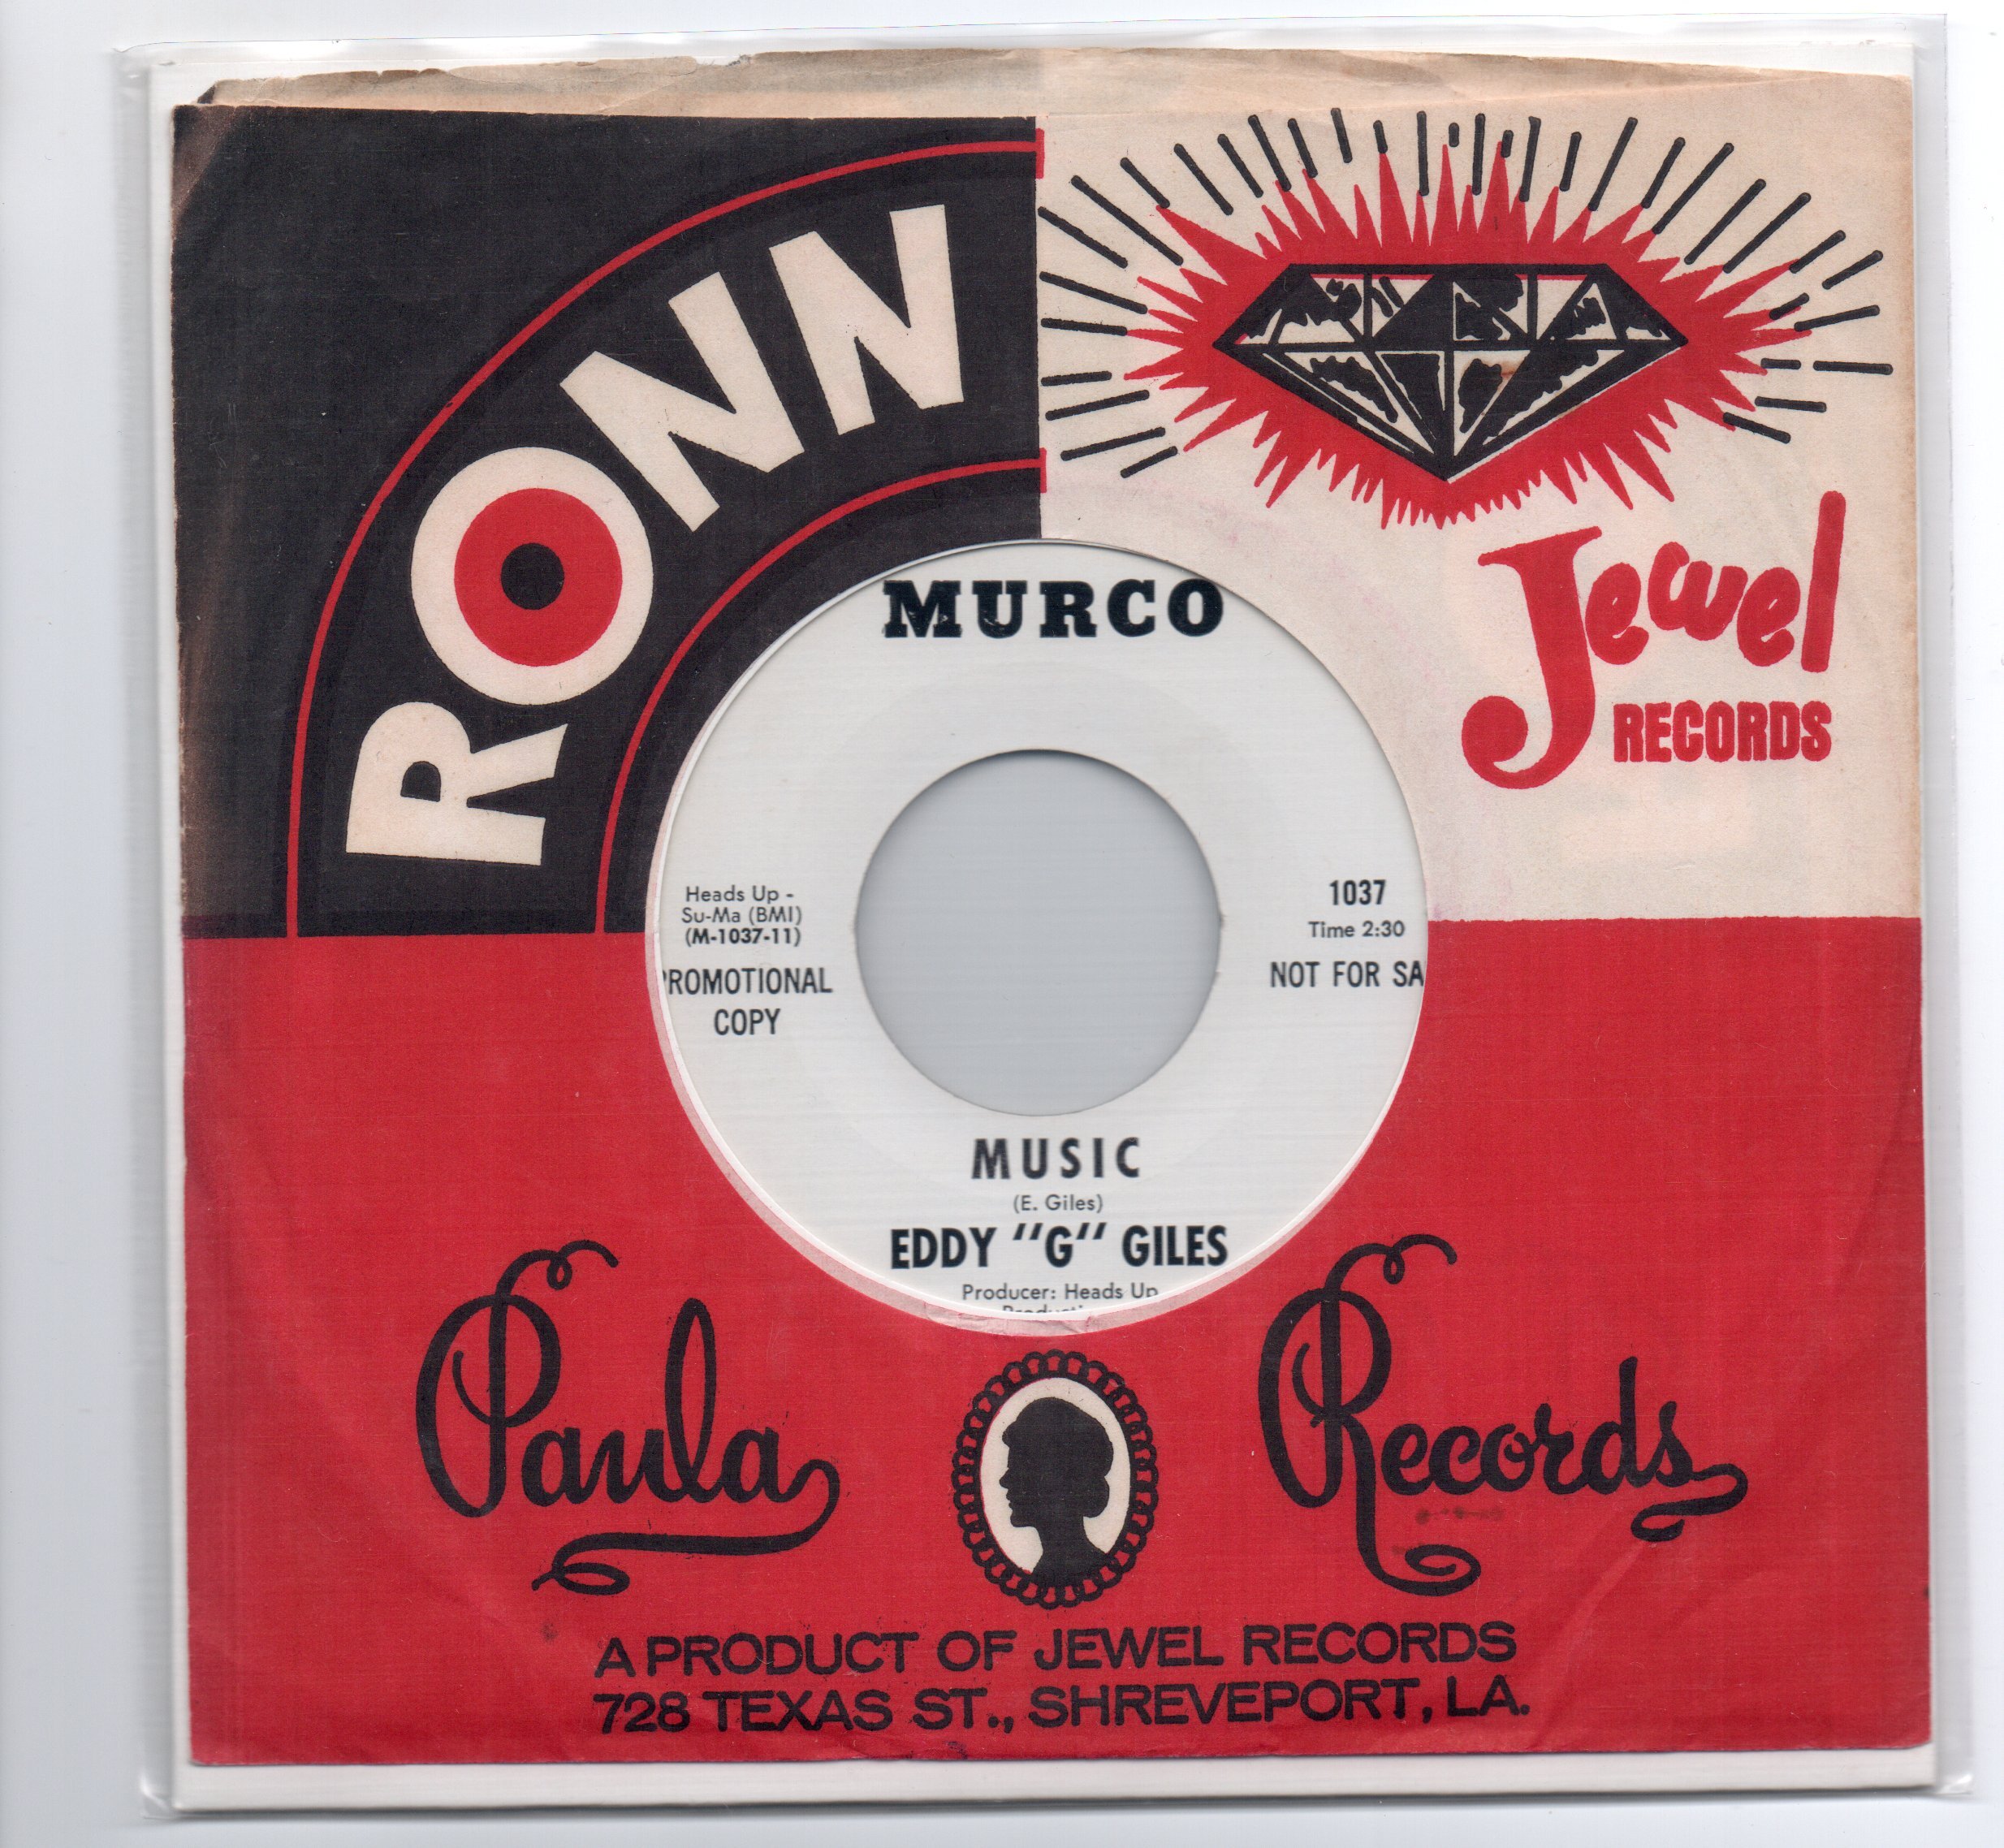 RONN
Jewel
RECORDS
MURCO
Heads Up -
Su-Ma (BMI)
(M-1037-11)
PROMOTIONAL
COPY
1037
Time 2:30
NOT FOR SA
MUSIC
(E. Giles)
EDDY "G" GILES
Producer: Heads Up
Paula Records
A PRODUCT OF JEWEL RECORDS
728 TEXAS ST., SHREVEPORT, LA.